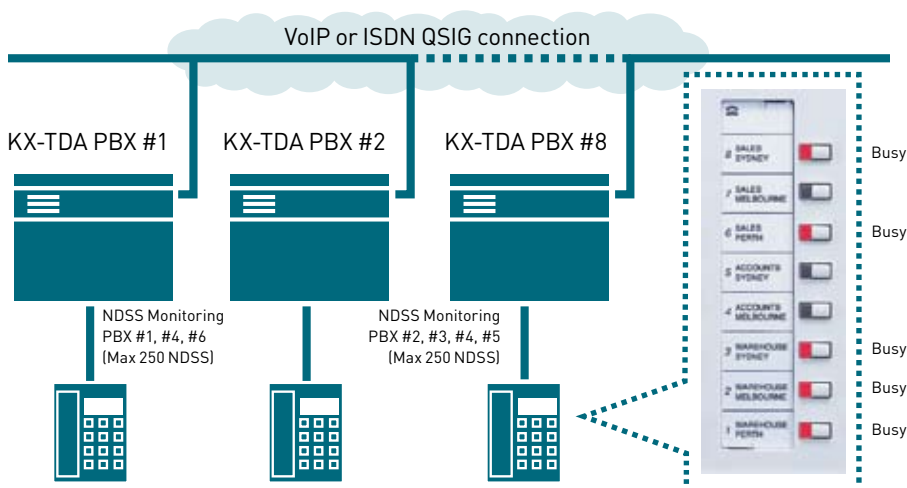 VoIP or ISDN QSIG connection
KX-TDA PBX #1
KX-TDA PBX #2
KX-TDA PBX #8
NDSS Monitoring
PBX #1, #4, #6
(Max 250 NDSS)
NDSS Monitoring
PBX #2, #3, #4, #5
(Max 250 NDSS)
8 SALES
SYDNEY
Busy
7 SALES
MELBOURNE
6 SALES
PERTH
Busy
5 ACCOUNTS
SYDNEY
4 ACCOUNTS
MELBOURNE
3 WAREHOUSE
SYDNEY
Busy
2 WAREHOUSE
MELBOURNE
Busy
1 WAREHOUSE
PERTH
Busy